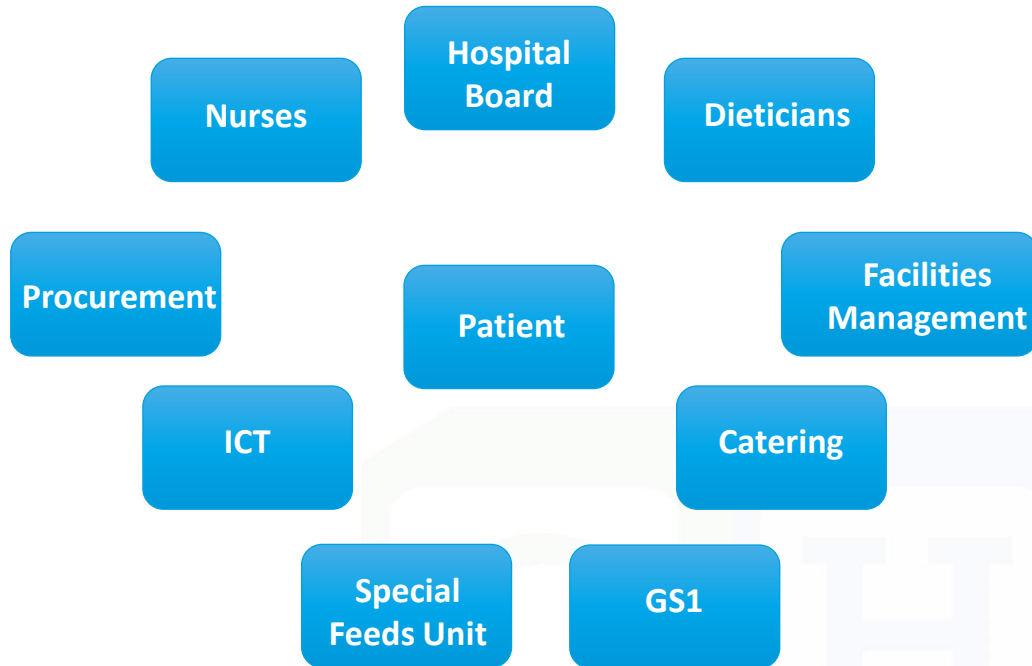 Hospital
Board
Nurses
Dieticians
Procurement
Patient
Facilities
Management
ICT
Catering
Special
Feeds Unit
GS1
H